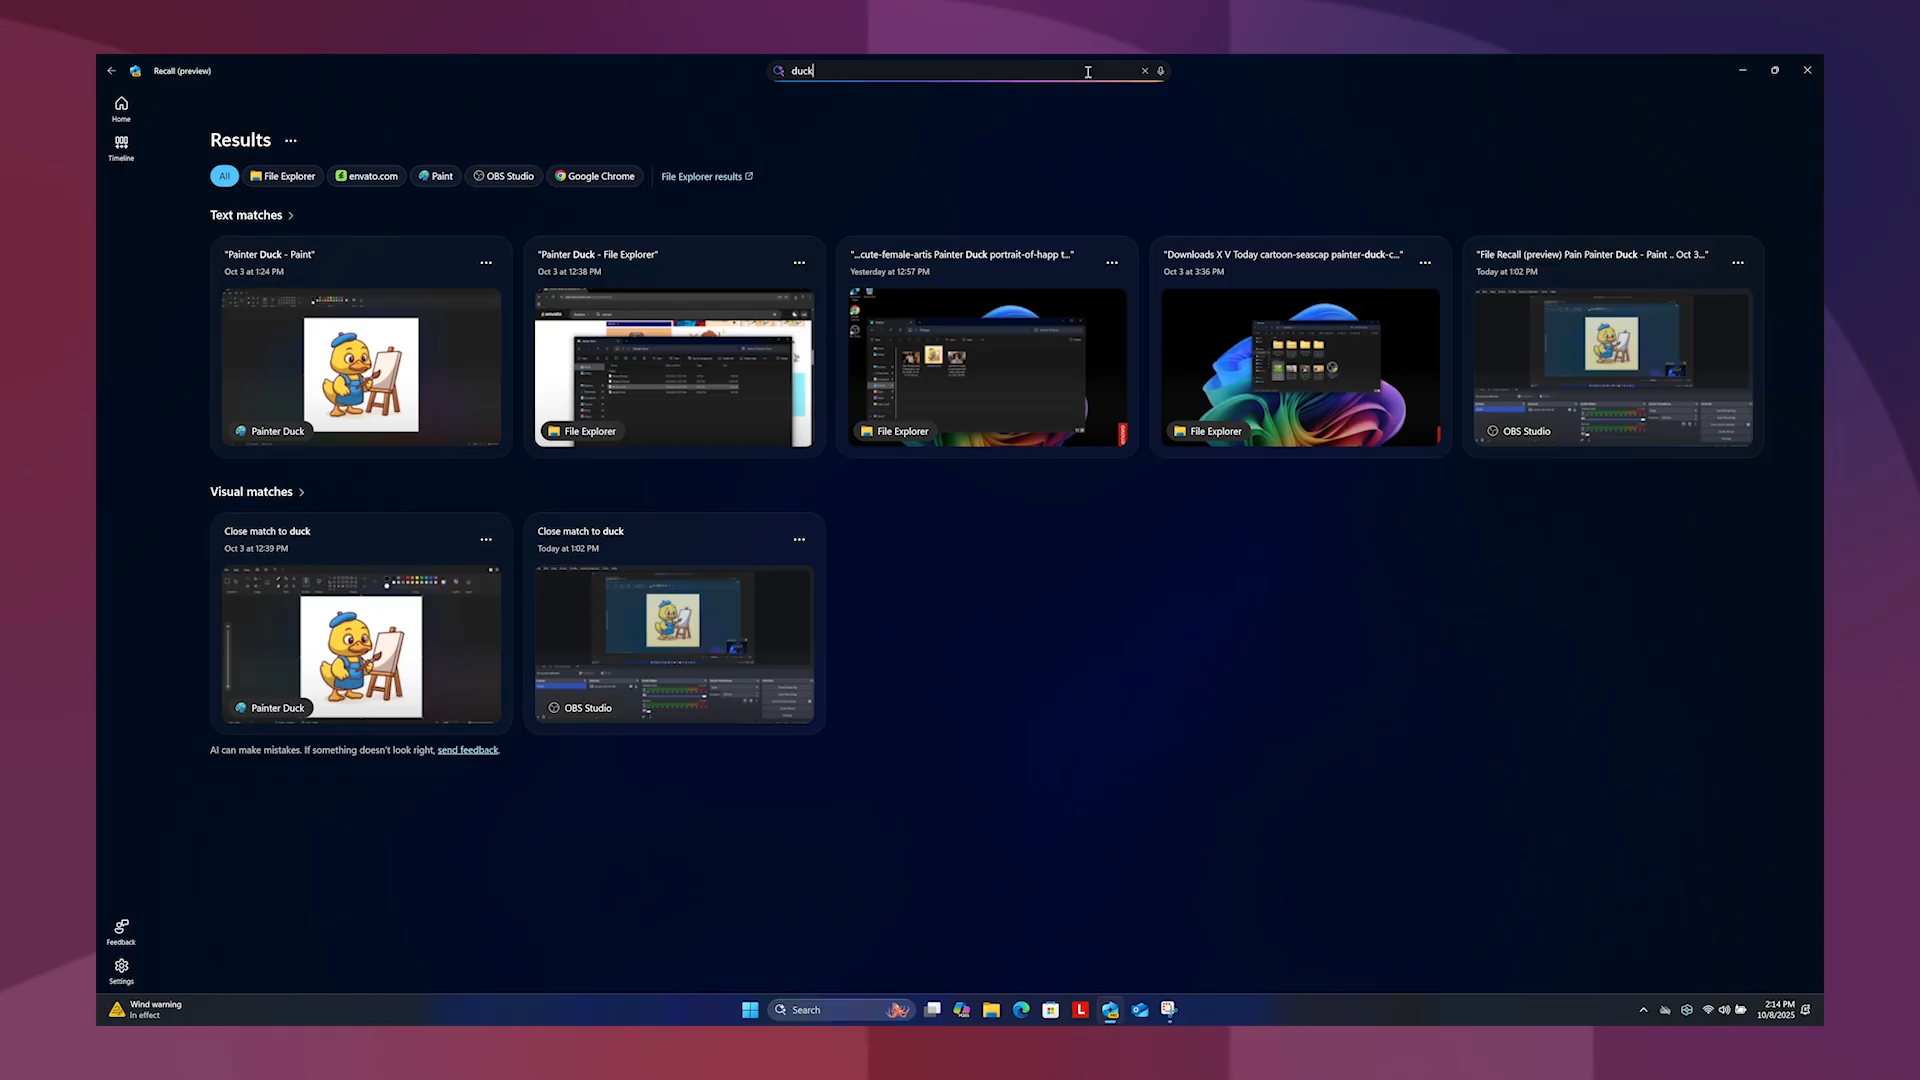 Recall (preview)
duck
Home
Timeline
Results
All
File Explorer
envato.com
Paint
OBS Studio
Google Chrome
File Explorer results
Text matches
"Painter Duck - Paint"
Oct 3 at 1:24 PM
Painter Duck
"Painter Duck - File Explorer"
Oct 3 at 12:38 PM
File Explorer
"...cute-female-artis Painter Duck portrait-of-happ t..."
Yesterday at 12:57 PM
File Explorer
"Downloads X V Today cartoon-seascap painter-duck-c..."
Oct 3 at 3:36 PM
File Explorer
"File Recall (preview) Pain Painter Duck - Paint .. Oct 3..."
Today at 1:02 PM
OBS Studio
Visual matches
Close match to duck
Oct 3 at 12:39 PM
Painter Duck
Close match to duck
Today at 1:02 PM
OBS Studio
AI can make mistakes. If something doesn't look right, send feedback.
Feedback
Settings
Wind warning
In effect
Search
L
2:14 PM
10/8/2025